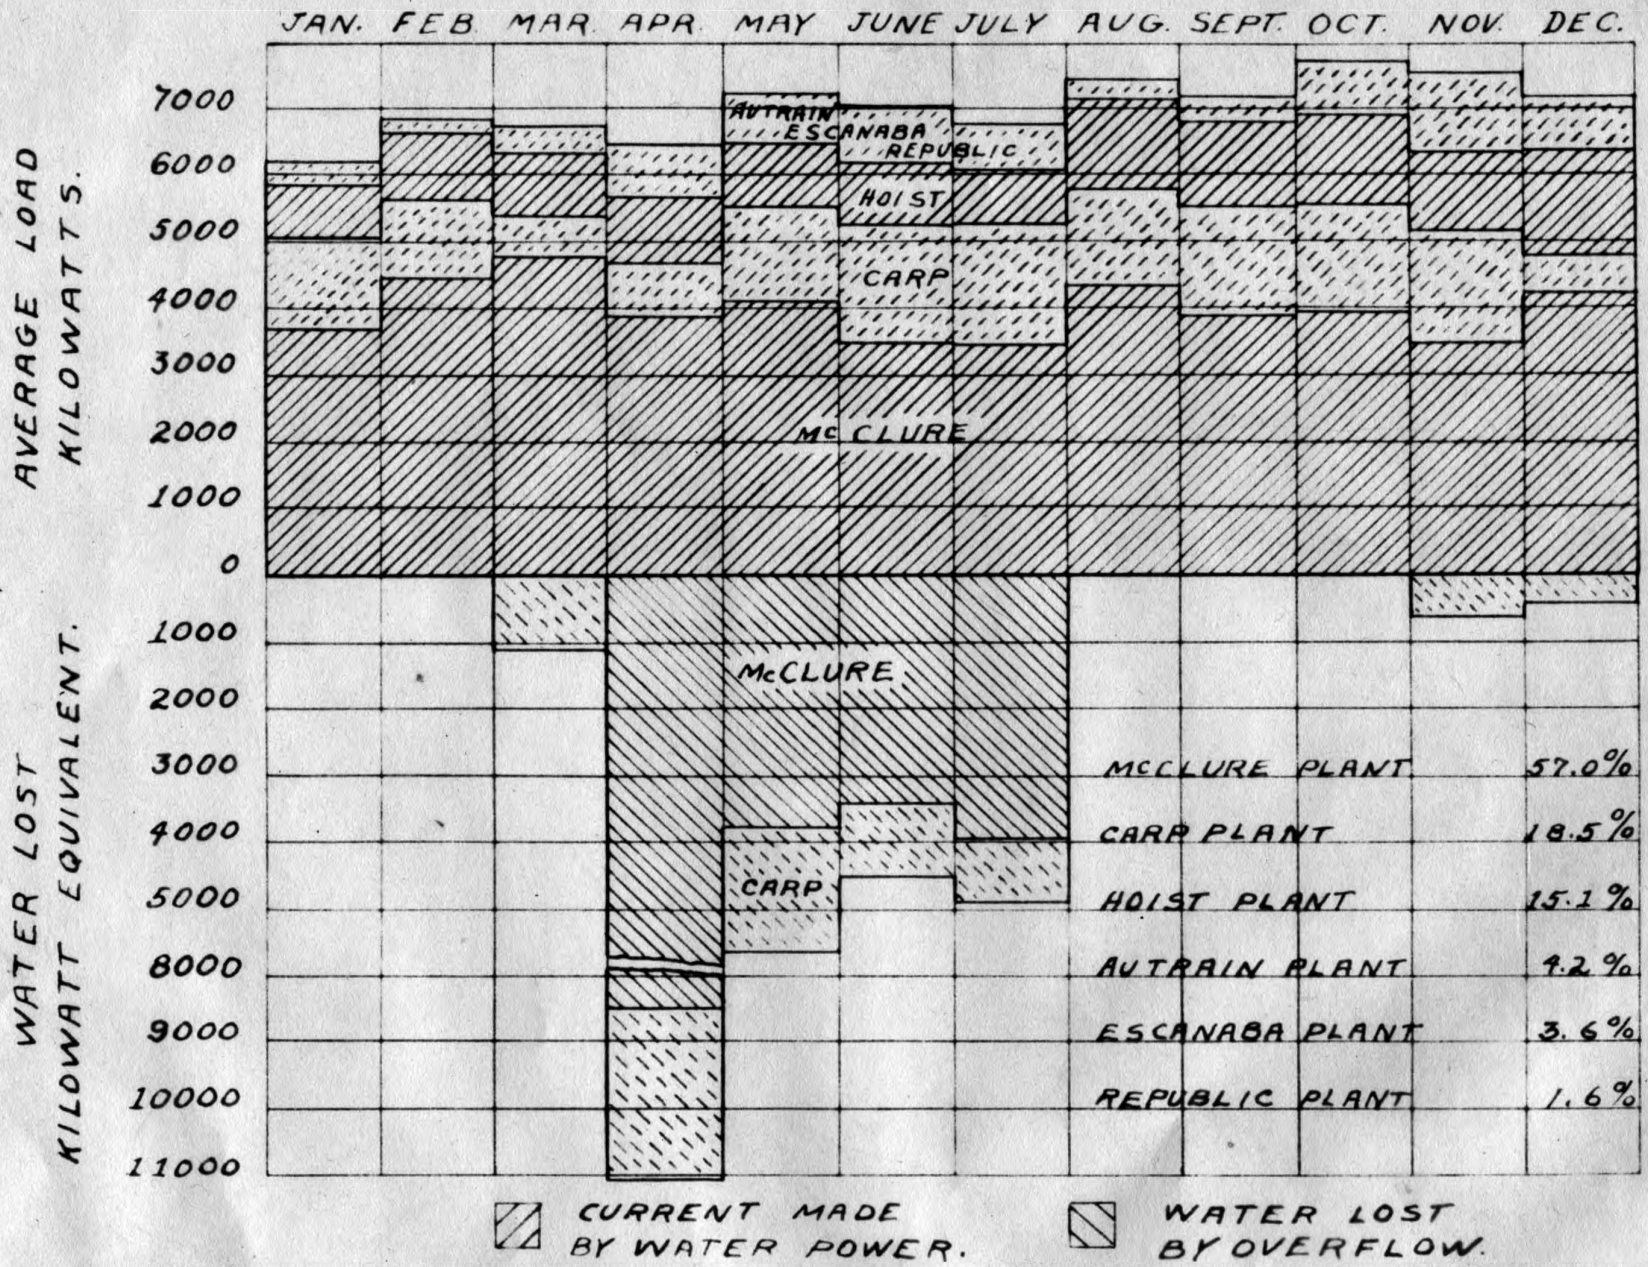 JAN. FEB. MAR. APR. MAY JUNE JULY AUG. SEPT. OCT. NOV. DEC.
AVERAGE LOAD
KILOWATTS.
7000
6000
5000
4000
3000
2000
1000
0
AUTRAIN
ESCANABA
REPUBLIC
HOIST
CARP
McCLURE
WATER LOST
KILOWATT EQUIVALENT.
1000
2000
3000
4000
5000
8000
9000
10000
11000
McCLURE
CARP
McCLURE PLANT 57.0%
CARP PLANT 18.5%
HOIST PLANT 15.1%
AUTRAIN PLANT 4.2%
ESCANABA PLANT 3.6%
REPUBLIC PLANT 1.6%
CURRENT MADE
BY WATER POWER.
WATER LOST
BY OVERFLOW.